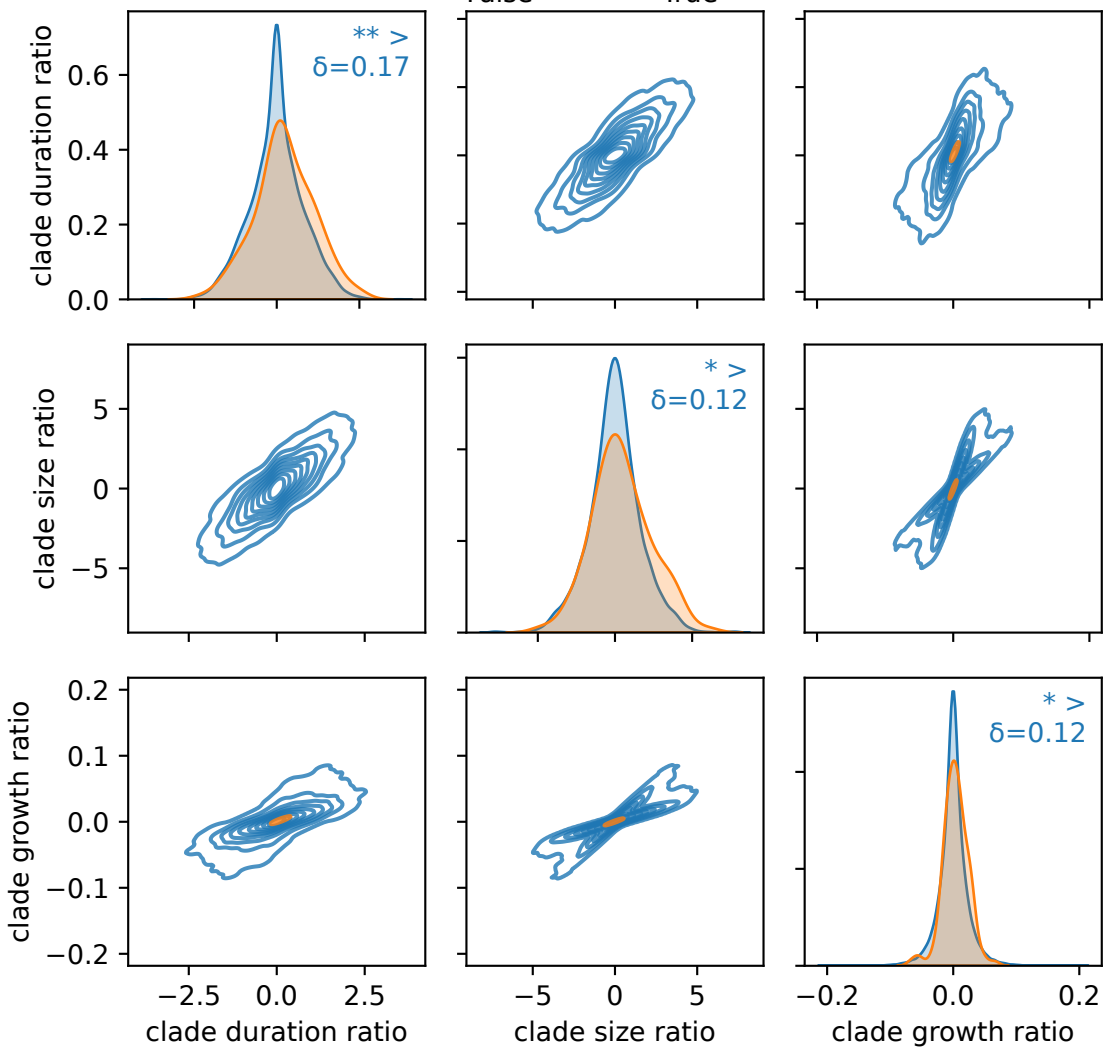 clade duration ratio
0.6
0.4
0.2
0.0
** >
δ=0.17
clade size ratio
5
0
−5
* >
δ=0.12
clade growth ratio
0.2
0.1
0.0
−0.1
−0.2
* >
δ=0.12
−2.5 0.0 2.5
−5 0 5
−0.2 0.0 0.2
clade duration ratio
clade size ratio
clade growth ratio